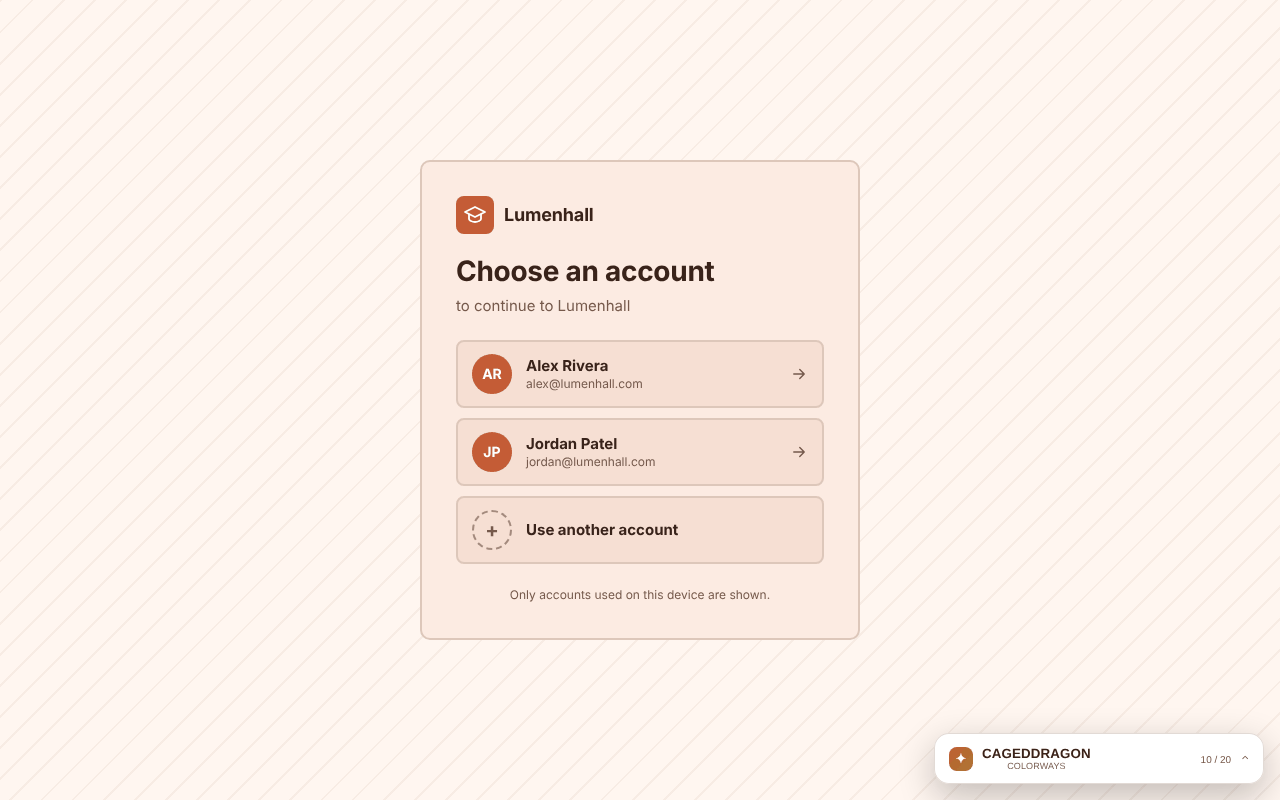 Lumenhall
Choose an account
to continue to Lumenhall
AR
Alex Rivera
alex@lumenhall.com
JP
Jordan Patel
jordan@lumenhall.com
+
Use another account
Only accounts used on this device are shown.
CAGEDDRAGON
COLORWAYS
10 / 20